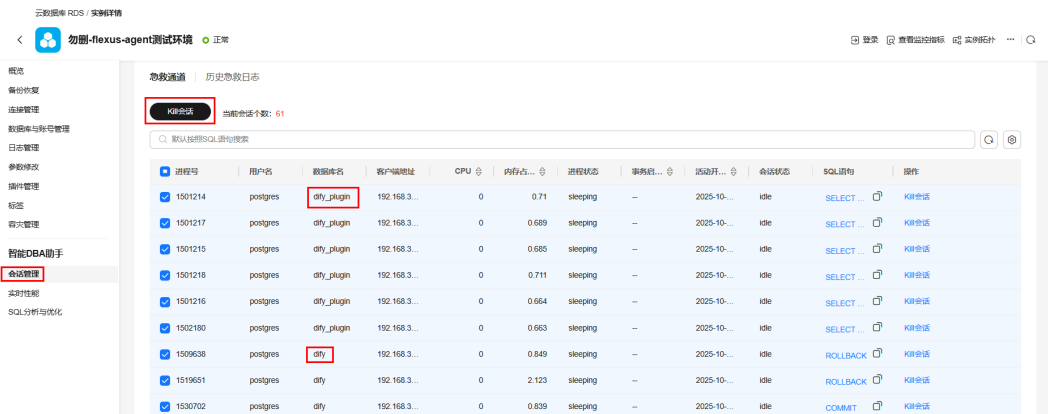 云数据库 RDS / 实例详情
勿删-flexus-agent测试环境 正常 登录 查看监控指标 实例拓扑 ...
概览
备份恢复
连接管理
数据库与账号管理
日志管理
参数修改
插件管理
标签
容灾管理
智能DBA助手
会话管理
实时性能
SQL分析与优化
急救通道 历史急救日志
Kill会话 当前会话个数: 61
默认按照SQL语句搜索
进程号 用户名 数据库名 客户端地址 CPU 内存占... 进程状态 事务启... 活动开... 会话状态 SQL语句 操作
1501214 postgres dify_plugin 192.168.3... 0 0.71 sleeping -- 2025-10-... idle SELECT ... Kill会话
1501217 postgres dify_plugin 192.168.3... 0 0.689 sleeping -- 2025-10-... idle SELECT ... Kill会话
1501215 postgres dify_plugin 192.168.3... 0 0.685 sleeping -- 2025-10-... idle SELECT ... Kill会话
1501218 postgres dify_plugin 192.168.3... 0 0.711 sleeping -- 2025-10-... idle SELECT ... Kill会话
1501216 postgres dify_plugin 192.168.3... 0 0.664 sleeping -- 2025-10-... idle SELECT ... Kill会话
1502180 postgres dify_plugin 192.168.3... 0 0.663 sleeping -- 2025-10-... idle SELECT ... Kill会话
1509638 postgres dify 192.168.3... 0 0.849 sleeping -- 2025-10-... idle ROLLBACK Kill会话
1519651 postgres dify 192.168.3... 0 2.123 sleeping -- 2025-10-... idle ROLLBACK Kill会话
1530702 postgres dify 192.168.3... 0 0.839 sleeping -- 2025-10-... idle COMMIT Kill会话